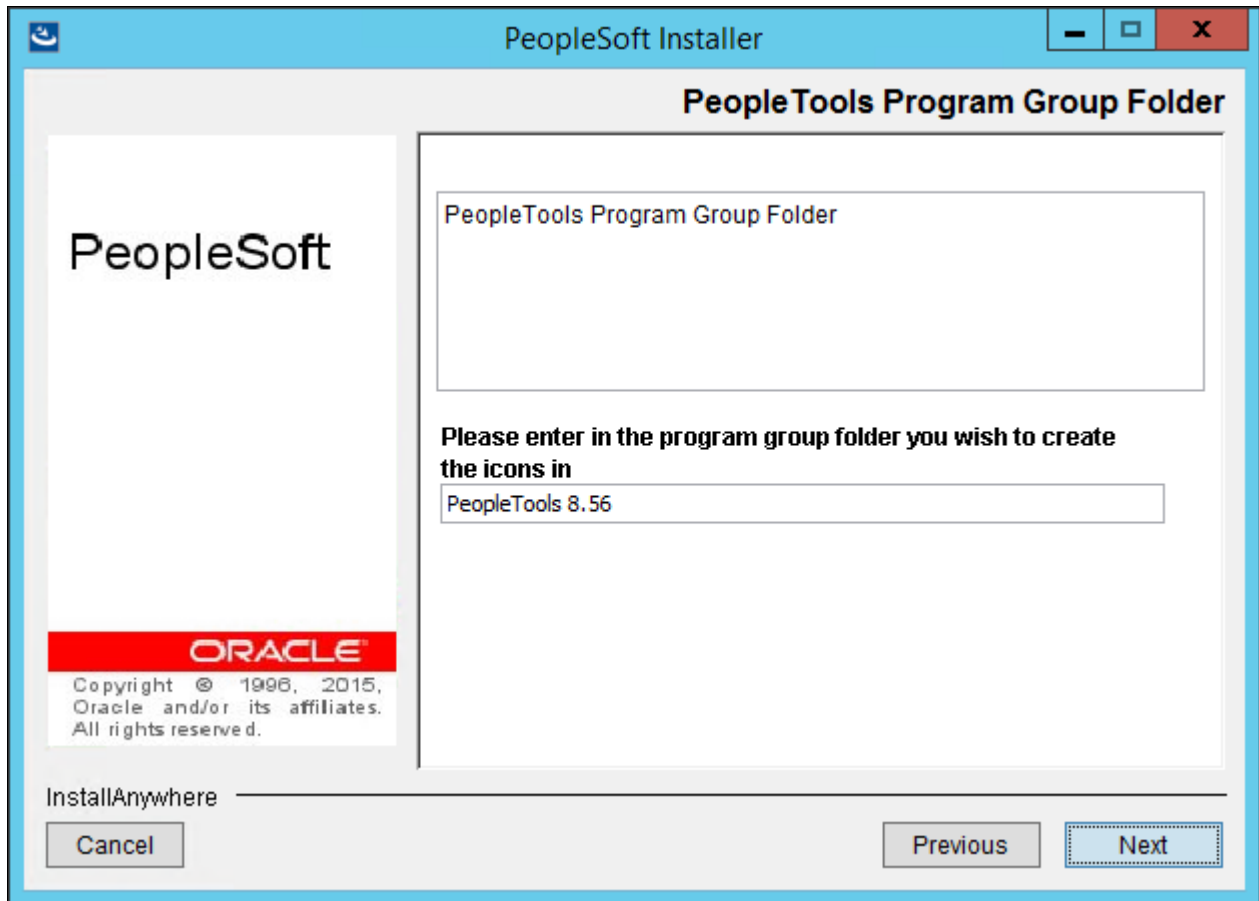 PeopleSoft Installer
PeopleTools Program Group Folder
PeopleSoft
PeopleTools Program Group Folder
Please enter in the program group folder you wish to create
the icons in
PeopleTools 8.56
ORACLE
Copyright © 1996, 2015,
Oracle and/or its affiliates.
All rights reserved.
InstallAnywhere
Cancel
Previous
Next